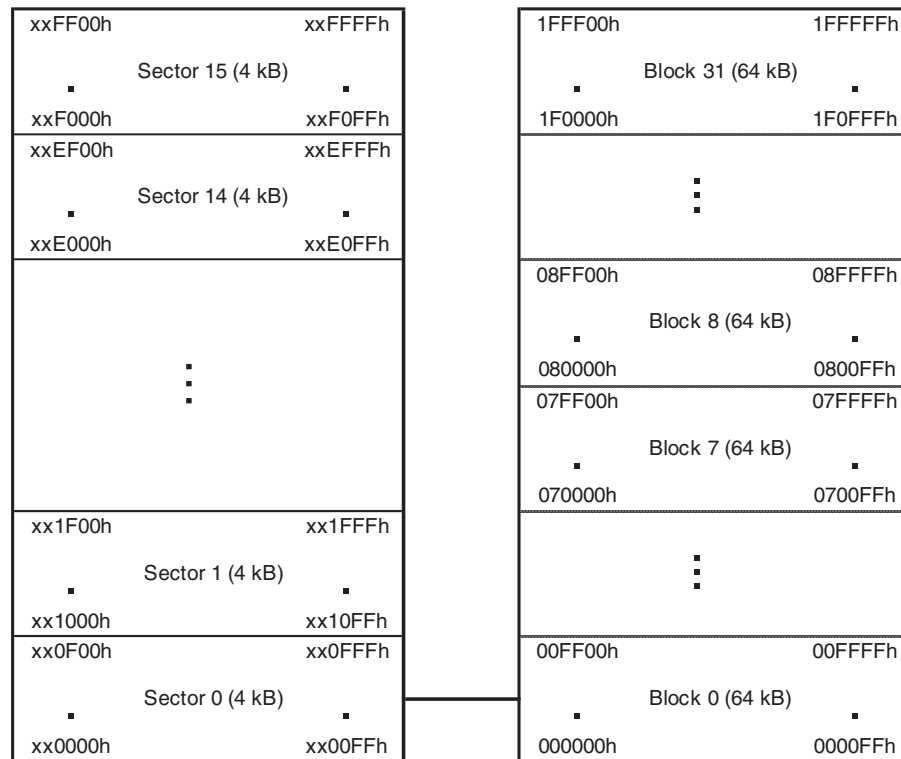 xxFF00h xxFFFFh
Sector 15 (4 kB)
xxF000h xxF0FFh
xxEF00h xxEFFFh
Sector 14 (4 kB)
xxE000h xxE0FFh
xx1F00h xx1FFFh
Sector 1 (4 kB)
xx1000h xx10FFh
xx0F00h xx0FFFh
Sector 0 (4 kB)
xx0000h xx00FFh
1FFF00h 1FFFFFh
Block 31 (64 kB)
1F0000h 1F0FFFh
08FF00h 08FFFFh
Block 8 (64 kB)
080000h 0800FFh
07FF00h 07FFFFh
Block 7 (64 kB)
070000h 0700FFh
00FF00h 00FFFFh
Block 0 (64 kB)
000000h 0000FFh